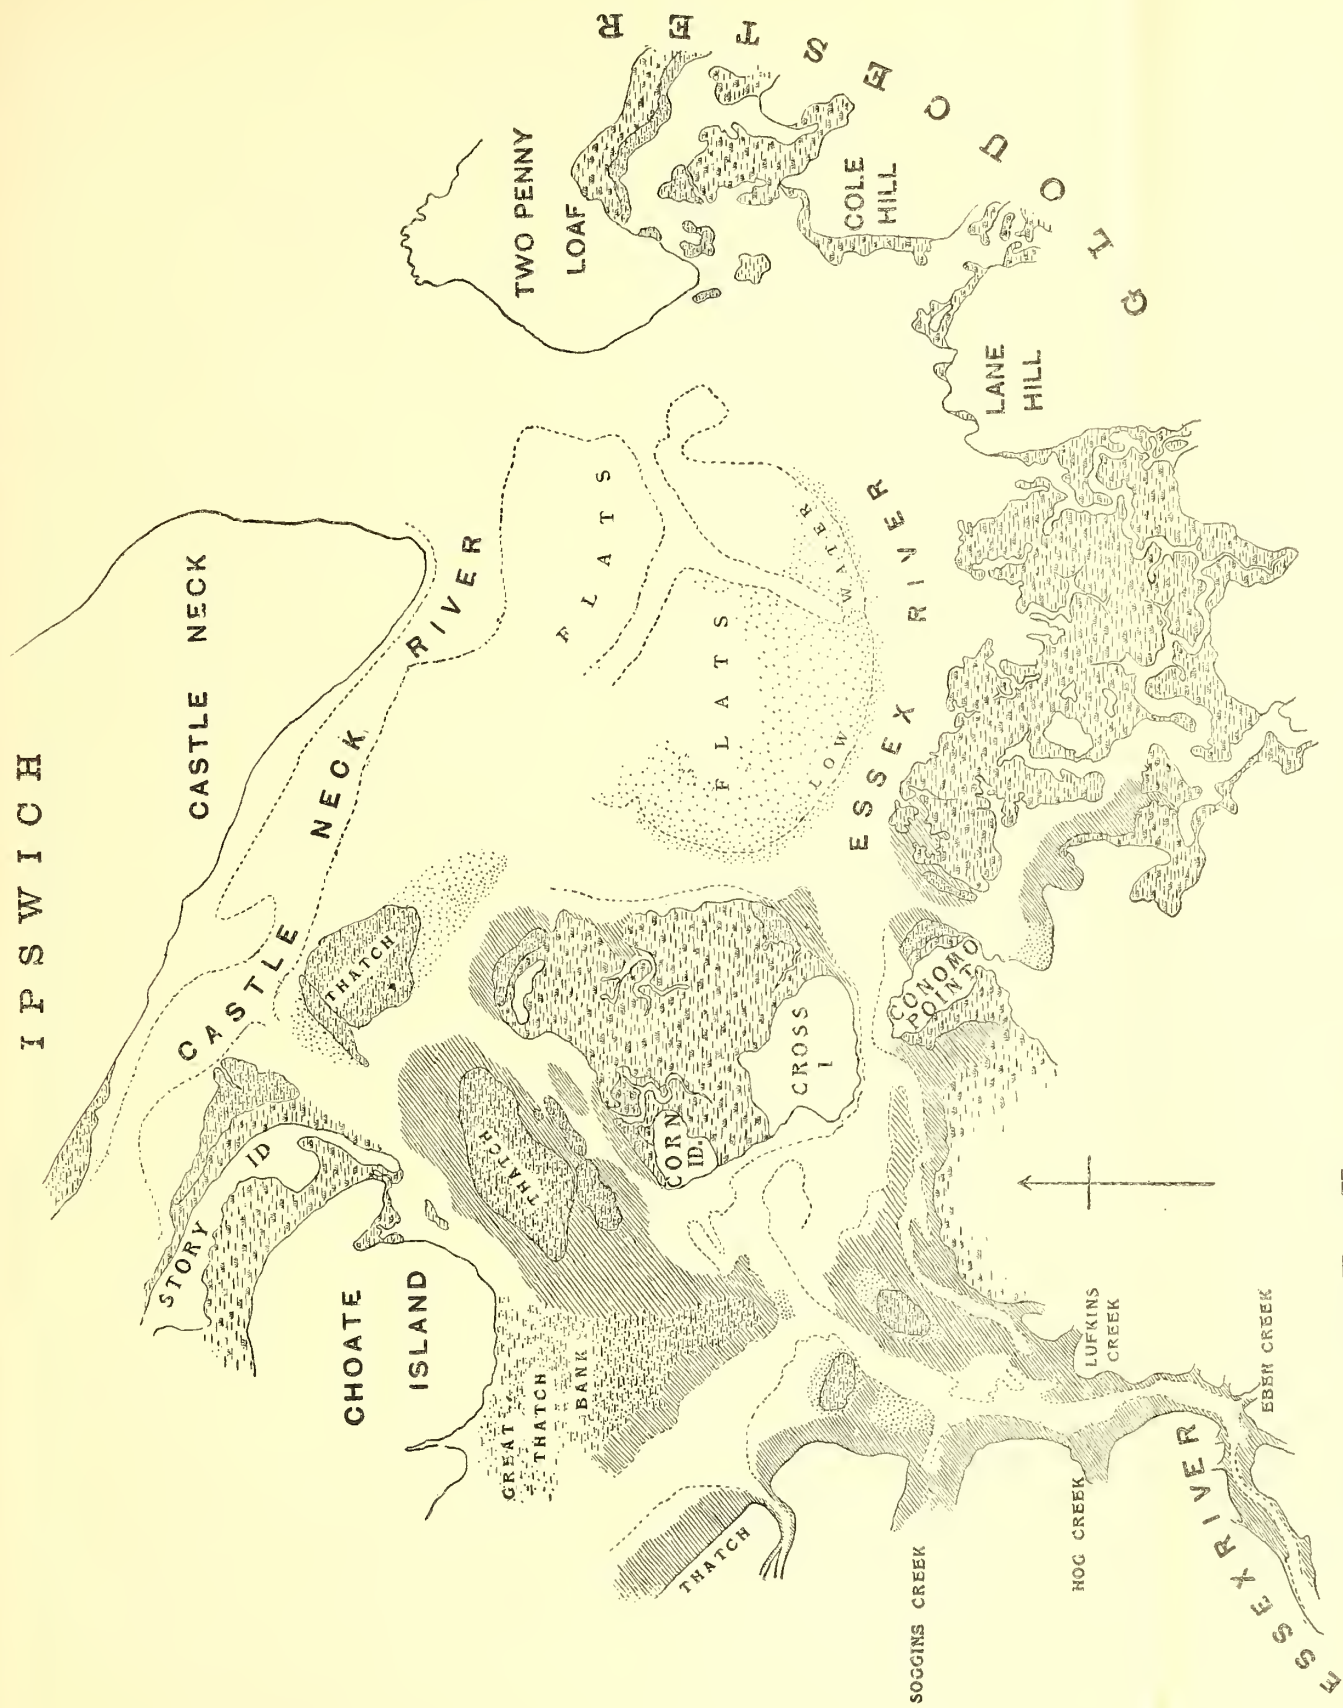 IPSWICH
CASTLE NECK
STORY ID
CASTLE NECK RIVER
THATCH
CHOATE
ISLAND
TWO PENNY
LOAF
THATCH
THATCH
GREAT
THATCH
BANK
FLATS
CORN
ID.
THATCH
FLATS
LOW WATER
CROSS
I
COLE
HILL
ESSEX RIVER
CONOMO
POINT
SOGGINS CREEK
LANE
HILL
GLOUCESTER
HOG CREEK
LUFKINS
CREEK
ESSEX RIVER
EBEN CREEK